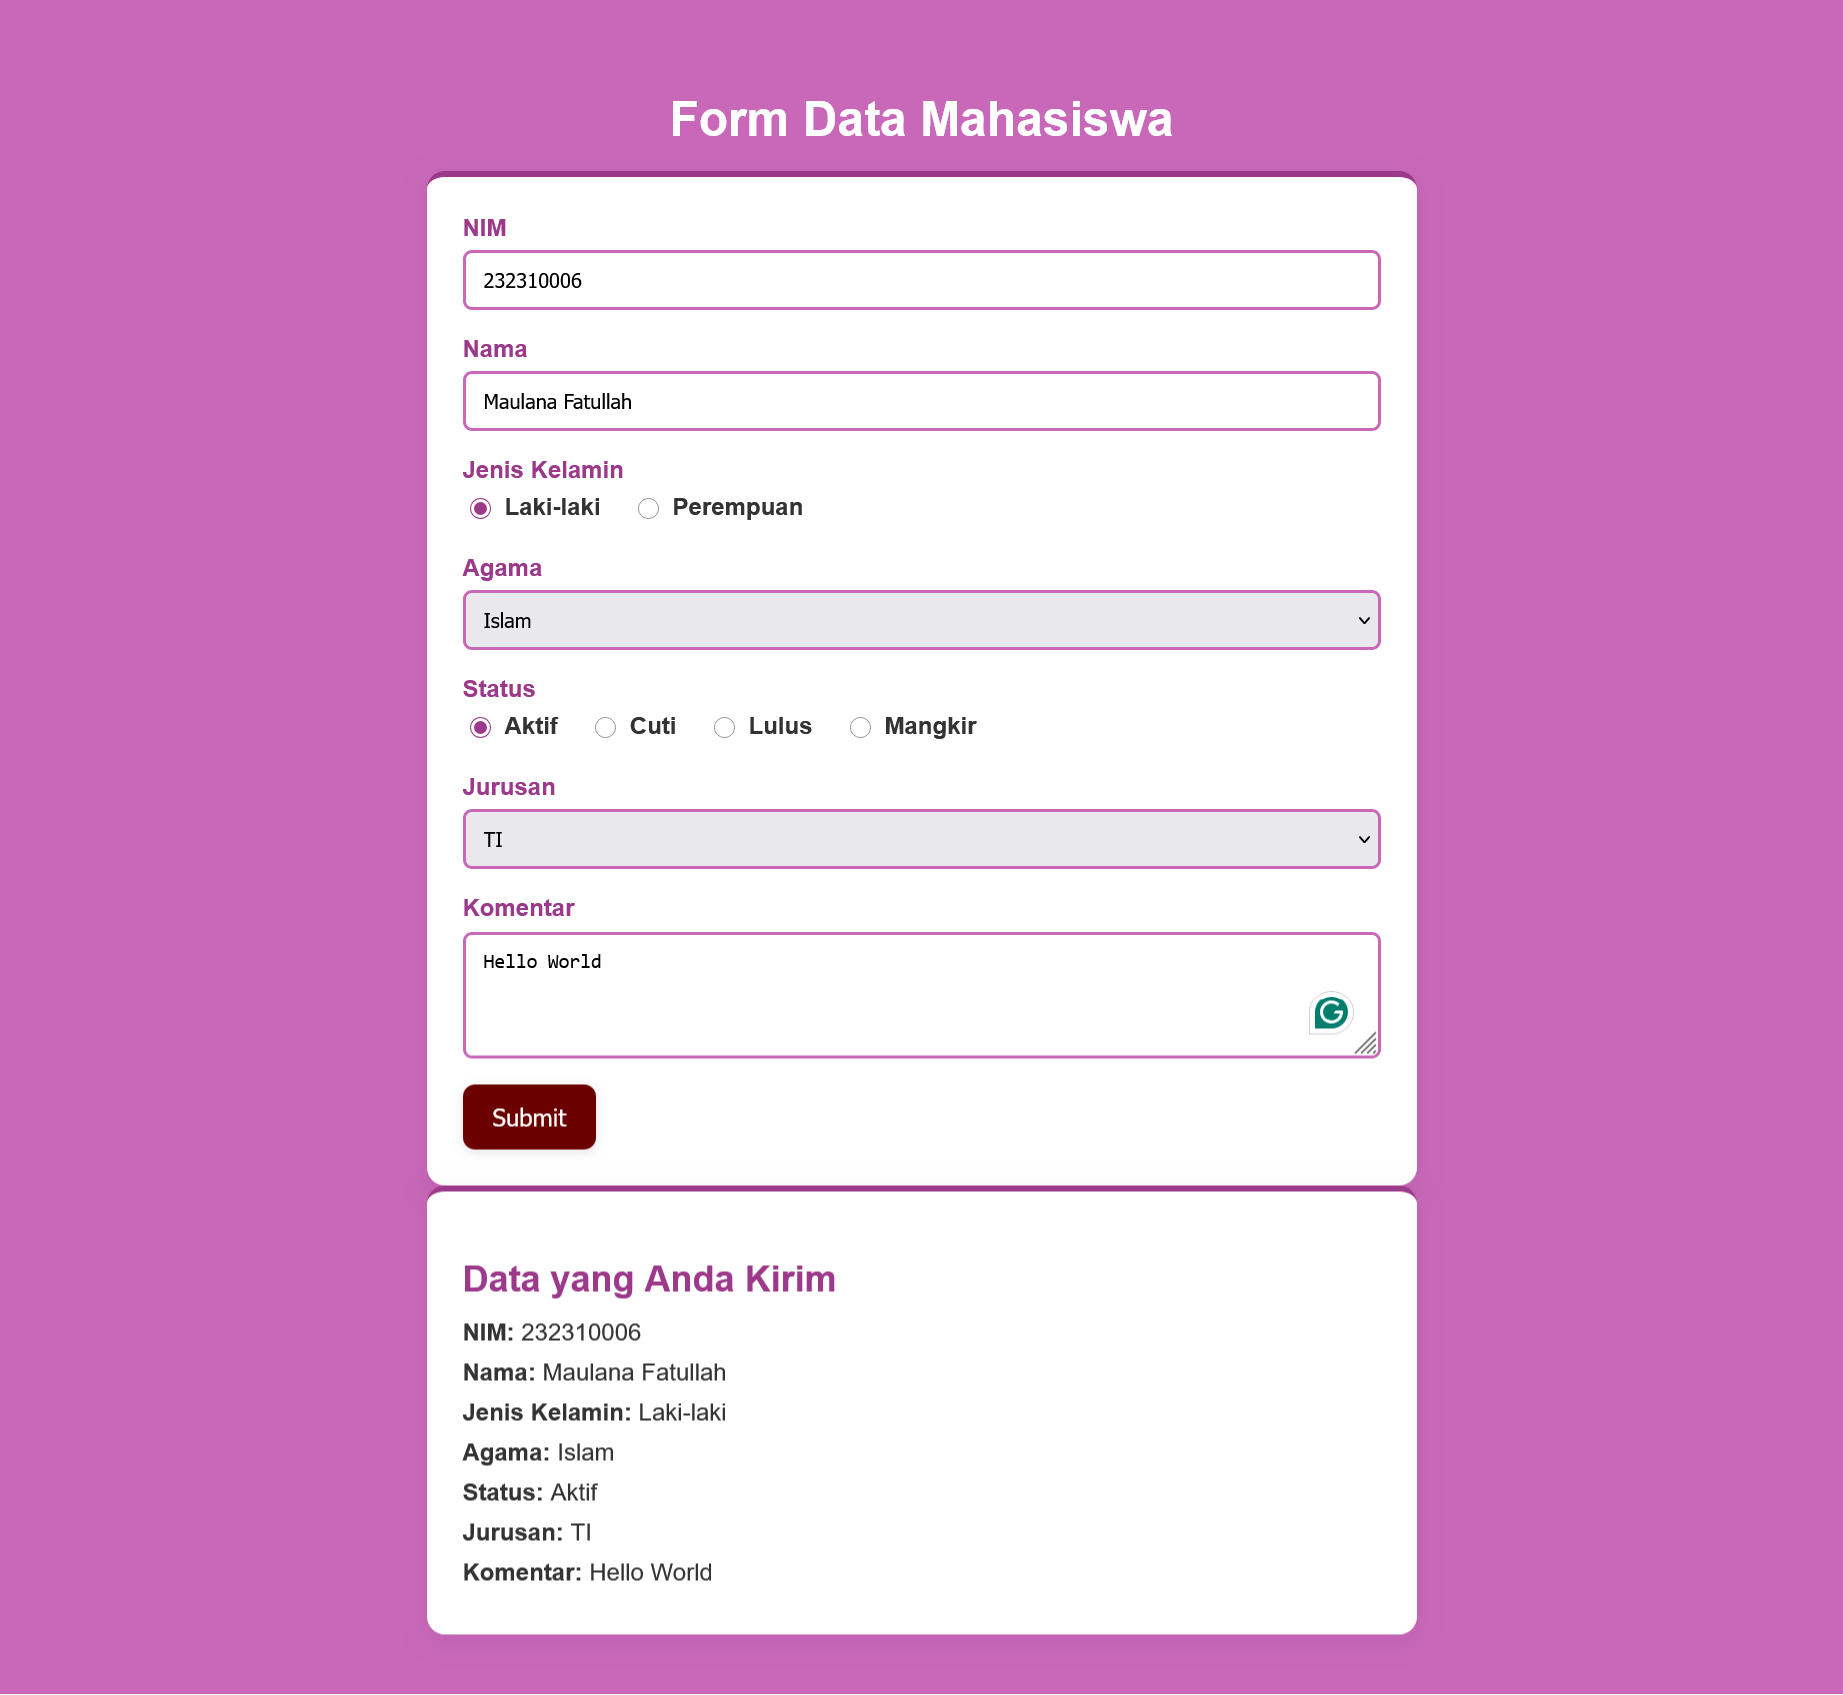 Form Data Mahasiswa
NIM
232310006
Nama
Maulana Fatullah
Jenis Kelamin
Laki-laki Perempuan
Agama
Islam
Status
Aktif Cuti Lulus Mangkir
Jurusan
TI
Komentar
Hello World
Submit
Data yang Anda Kirim
NIM: 232310006
Nama: Maulana Fatullah
Jenis Kelamin: Laki-laki
Agama: Islam
Status: Aktif
Jurusan: TI
Komentar: Hello World